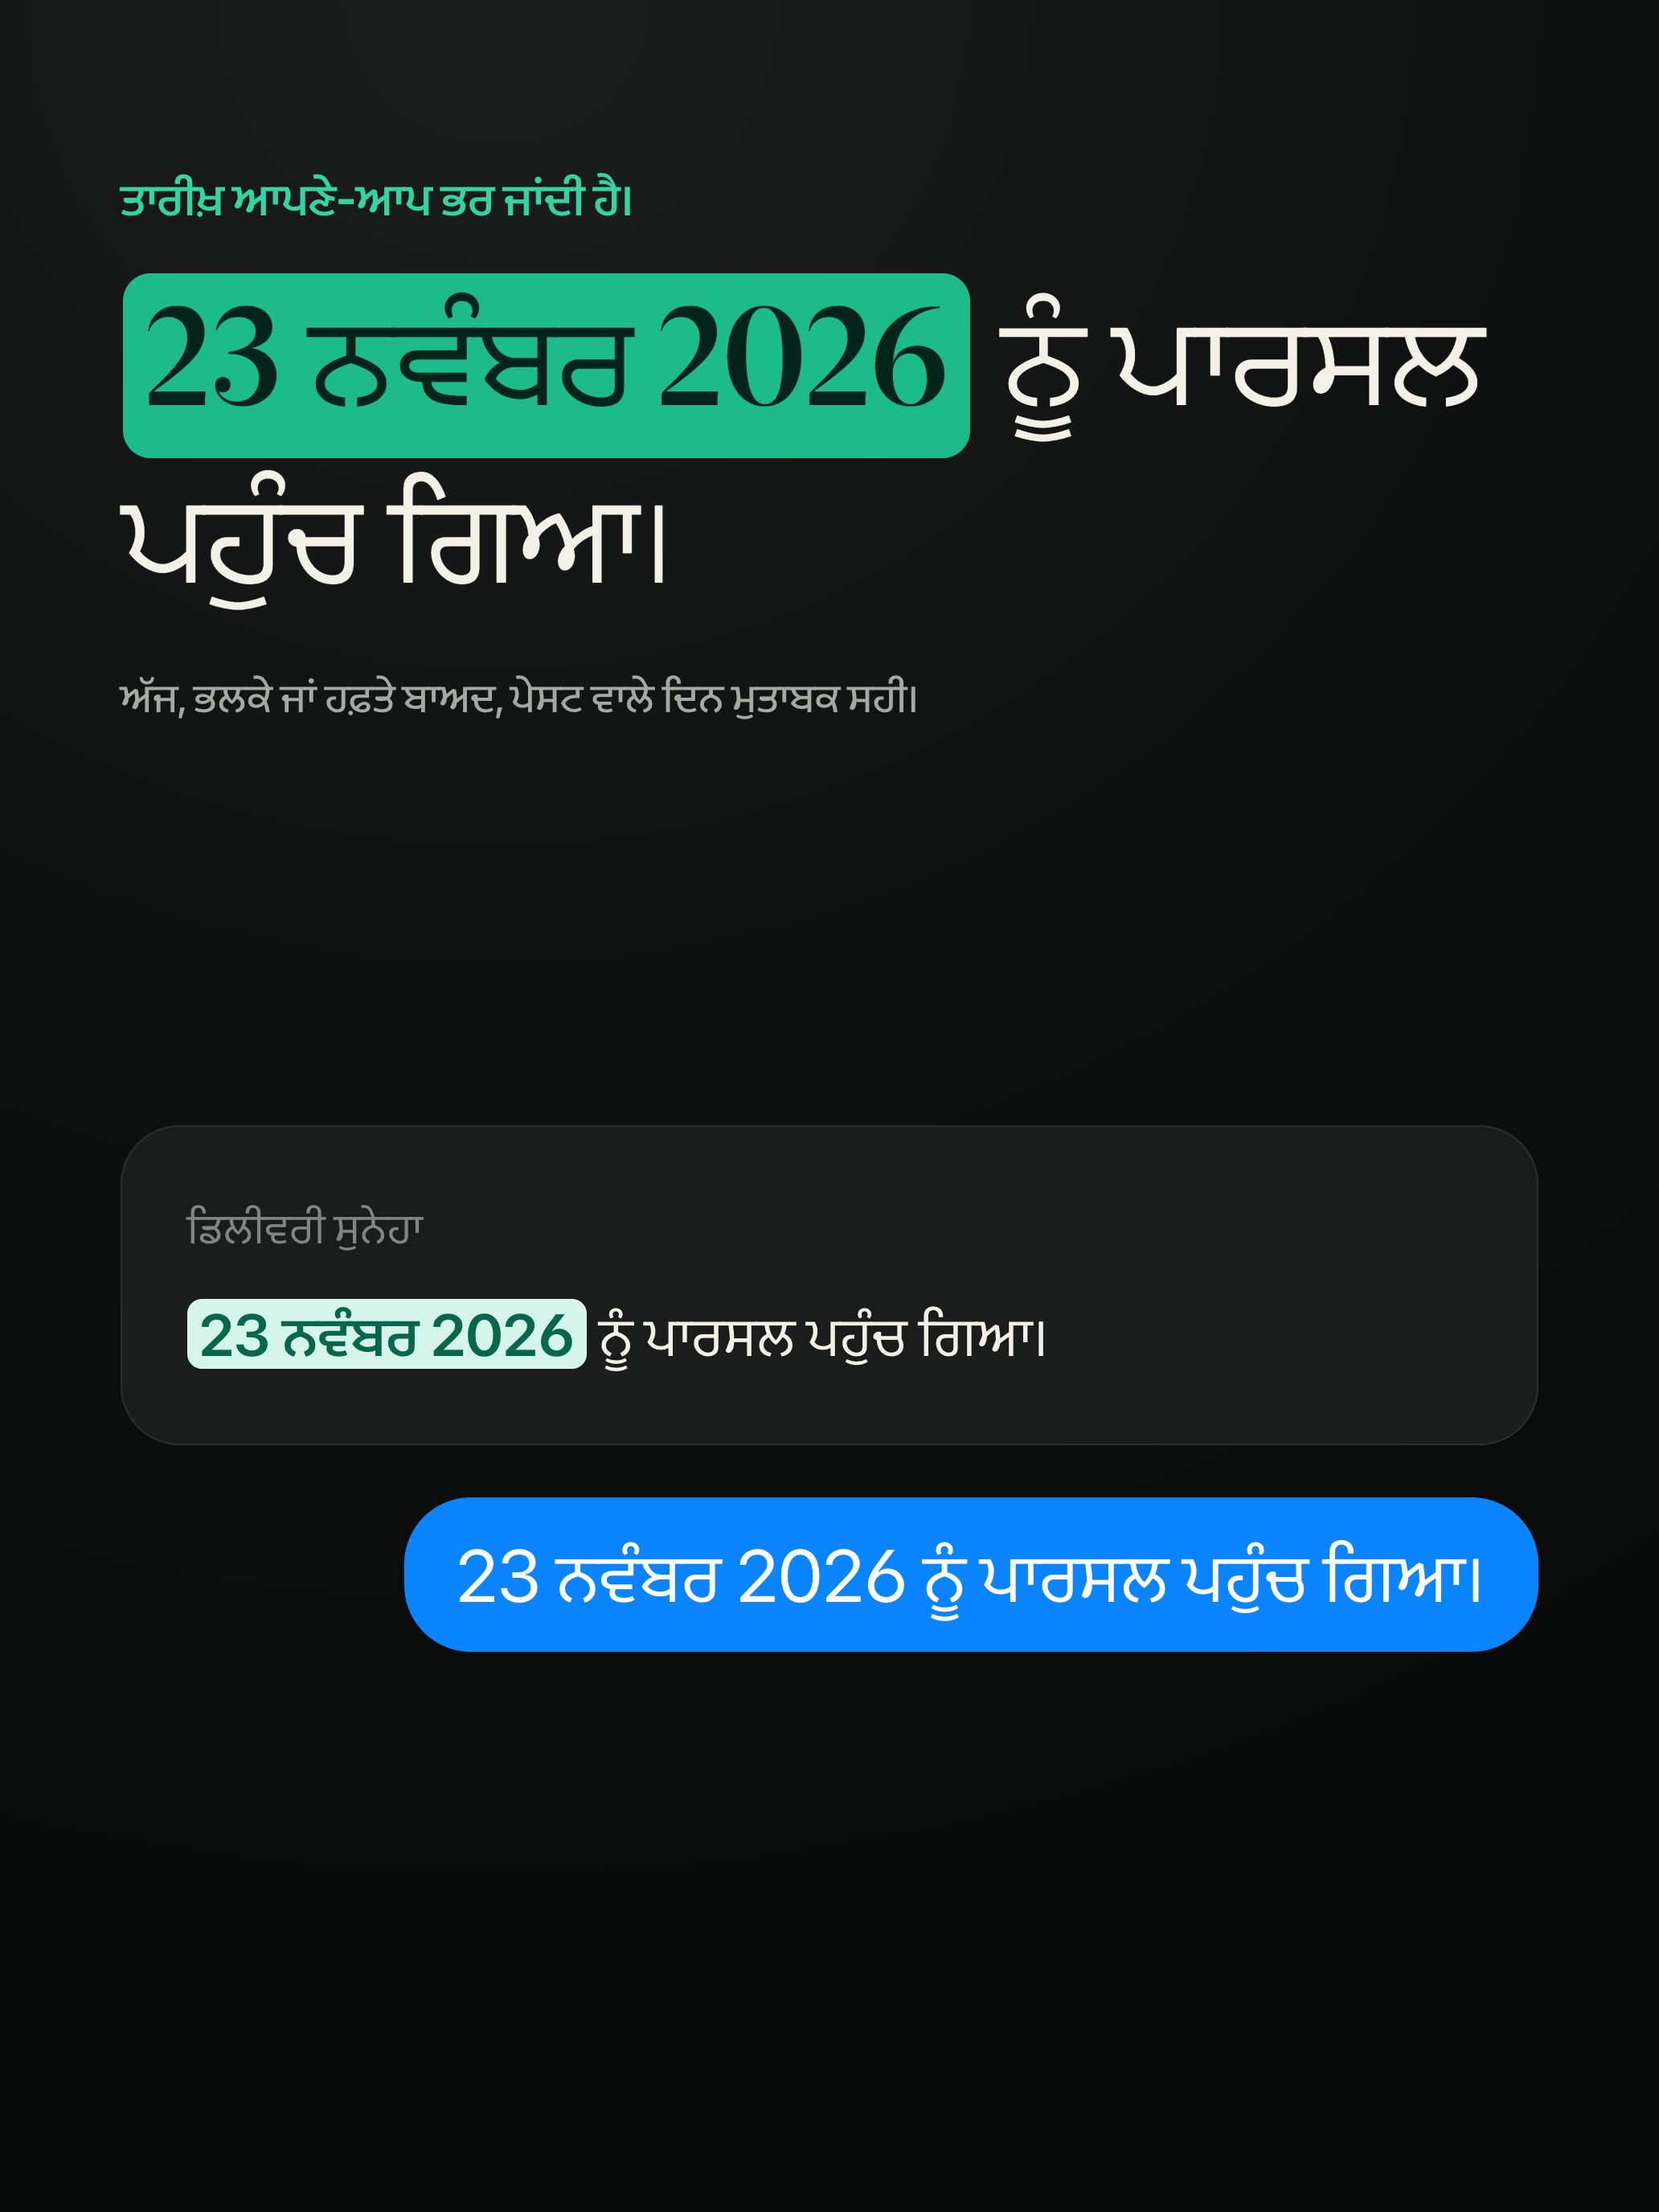 ਤਾਰੀਖ਼ ਆਪਣੇ-ਆਪ ਭਰ ਜਾਂਦੀ ਹੈ।
23 ਨਵੰਬਰ 2026 ਨੂੰ ਪਾਰਸਲ
ਪਹੁੰਚ ਗਿਆ।
ਅੱਜ, ਭਲਕੇ ਜਾਂ ਹਫ਼ਤੇ ਬਾਅਦ, ਪੇਸਟ ਵਾਲੇ ਦਿਨ ਮੁਤਾਬਕ ਸਹੀ।
ਡਿਲੀਵਰੀ ਸੁਨੇਹਾ
23 ਨਵੰਬਰ 2026 ਨੂੰ ਪਾਰਸਲ ਪਹੁੰਚ ਗਿਆ।
23 ਨਵੰਬਰ 2026 ਨੂੰ ਪਾਰਸਲ ਪਹੁੰਚ ਗਿਆ।